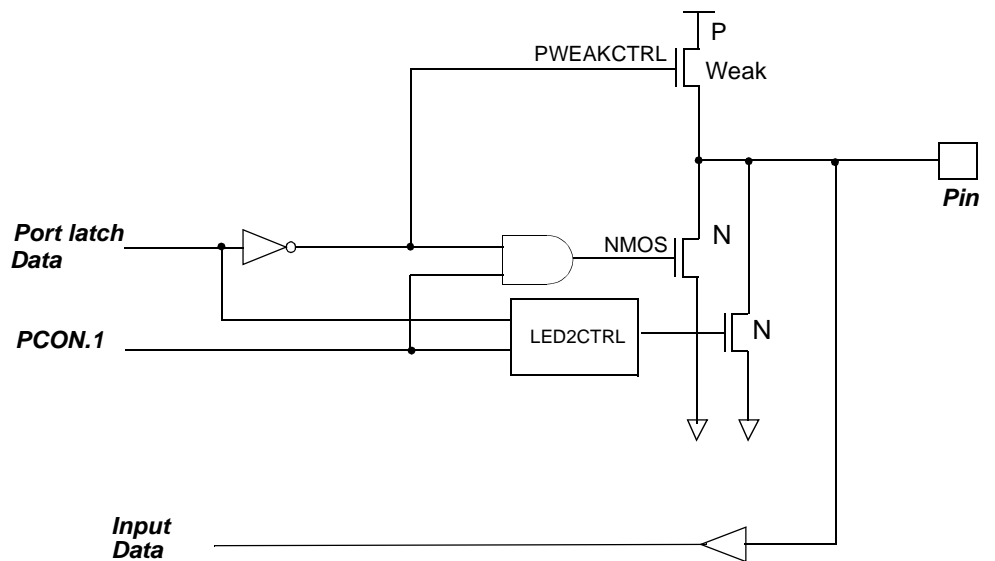 P
PWEAKCTRL
Weak
Pin
Port latch
Data
NMOS
N
PCON.1
LED2CTRL
N
Input
Data